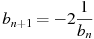 b_{n+1} = -2\frac{1}{b_n}